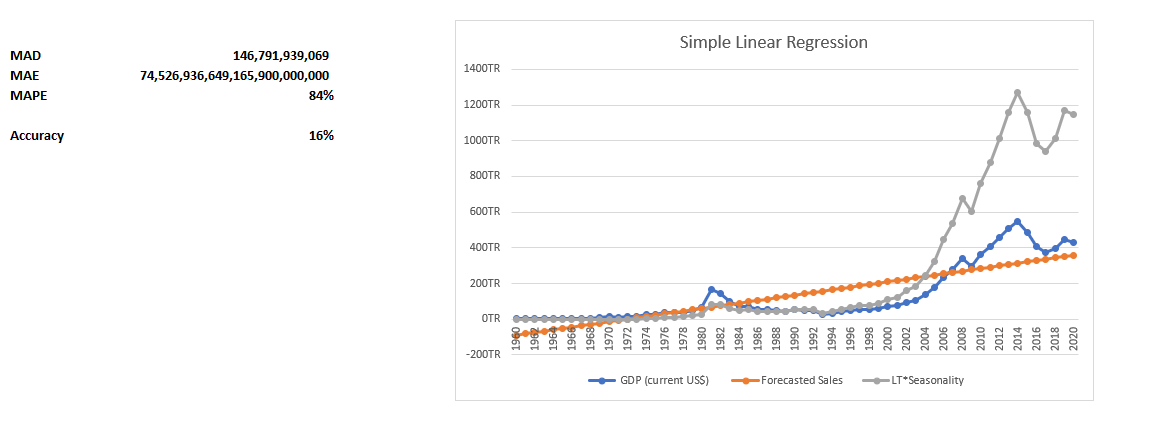 MAD 146,791,939,069
MAE 74,526,936,649,165,900,000,000
MAPE 84%
Accuracy 16%
Simple Linear Regression
1400TR
1200TR
1000TR
800TR
600TR
400TR
200TR
0TR
-200TR
1960 1962 1964 1966 1968 1970 1972 1974 1976 1978 1980 1982 1984 1986 1988 1990 1992 1994 1996 1998 2000 2002 2004 2006 2008 2010 2012 2014 2016 2018 2020
GDP (current US$) Forecasted Sales LT*Seasonality